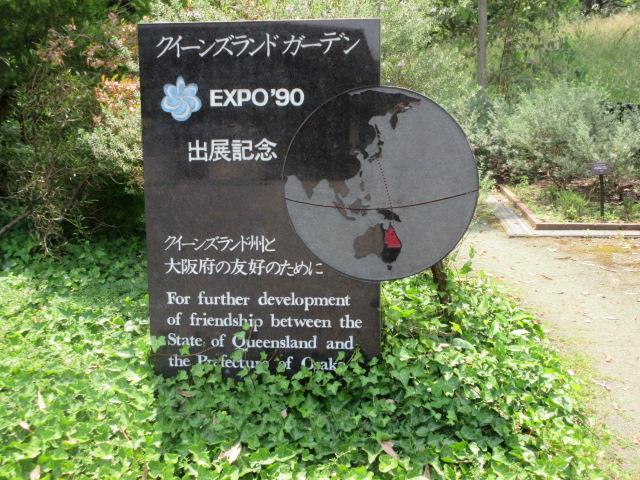 クイーンズランド ガーデン
EXPO'90
出展記念
クイーンズランド州と
大阪府の友好のために
For further development
of friendship between the
State of Queensland and
the Prefecture of Osaka